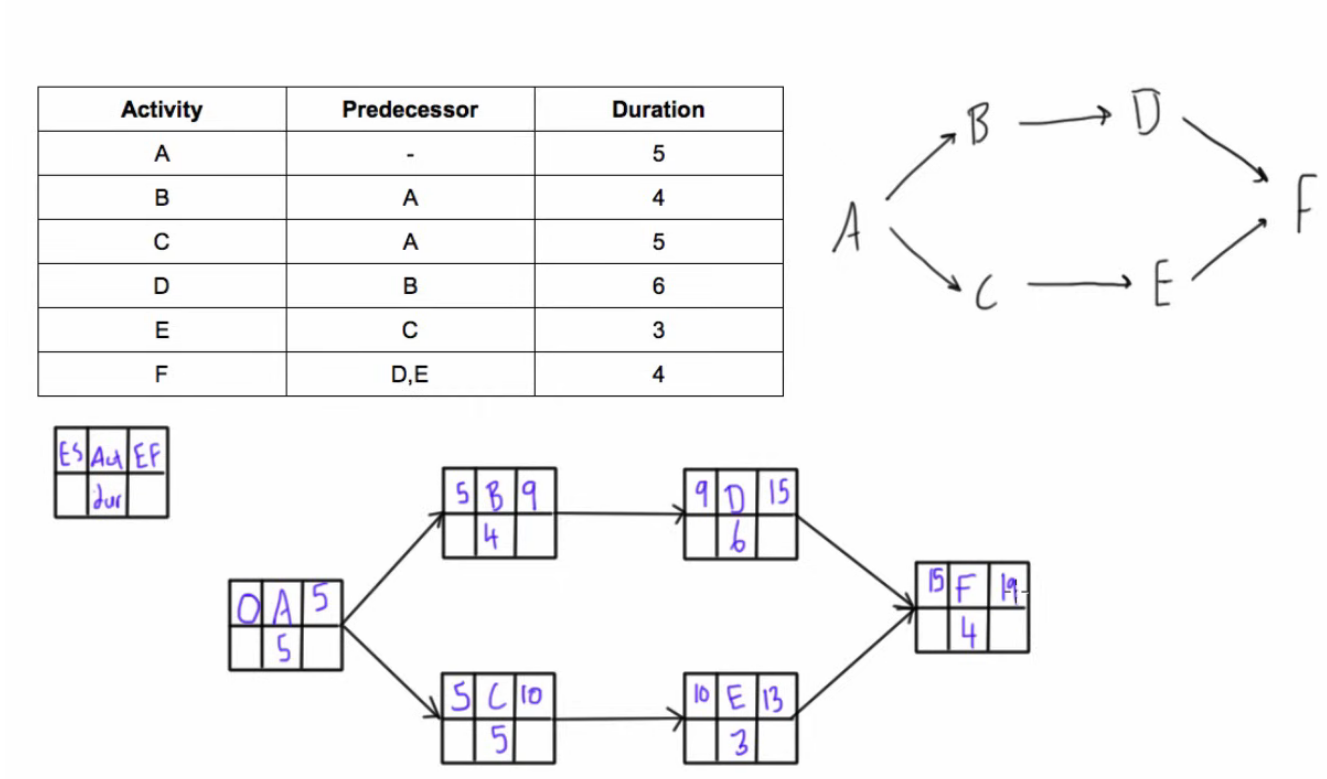 Activity Predecessor Duration
A - 5
B A 4
C A 5
D B 6
E C 3
F D,E 4
B D
A F
C E
ES Act EF
dur
5 B 9
4
9 D 15
6
0 A 5
5
15 F 19
4
5 C 10
5
10 E 13
3